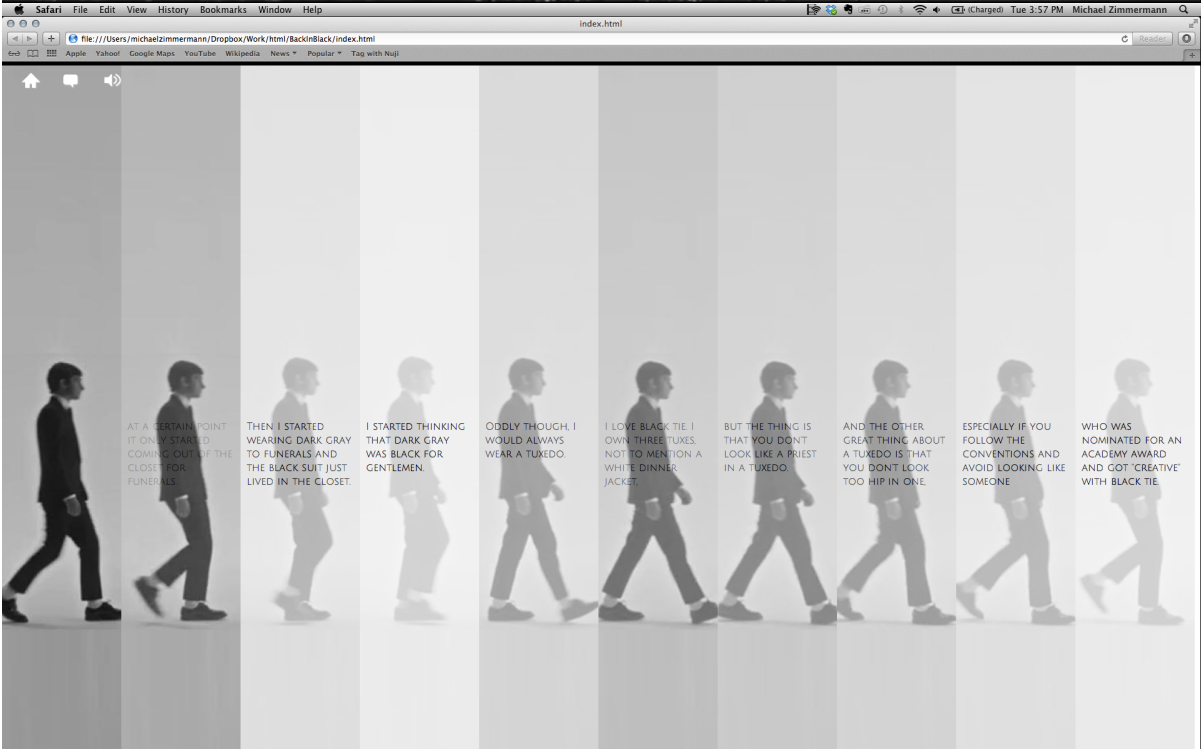 Safari File Edit View History Bookmarks Window Help (Charged) Tue 3:57 PM Michael Zimmermann
index.html
file:///Users/michaelzimmermann/Dropbox/Work/html/BackInBlack/index.html Reader
Apple Yahoo! Google Maps YouTube Wikipedia News Popular Tag with Nuji
AT A CERTAIN POINT
IT ONLY STARTED
COMING OUT OF THE
CLOSET FOR
FUNERALS.
THEN I STARTED
WEARING DARK GRAY
TO FUNERALS AND
THE BLACK SUIT JUST
LIVED IN THE CLOSET.
I STARTED THINKING
THAT DARK GRAY
WAS BLACK FOR
GENTLEMEN.
ODDLY THOUGH, I
WOULD ALWAYS
WEAR A TUXEDO.
I LOVE BLACK TIE. I
OWN THREE TUXES,
NOT TO MENTION A
WHITE DINNER
JACKET,
BUT THE THING IS
THAT YOU DON'T
LOOK LIKE A PRIEST
IN A TUXEDO.
AND THE OTHER
GREAT THING ABOUT
A TUXEDO IS THAT
YOU DON'T LOOK
TOO HIP IN ONE,
ESPECIALLY IF YOU
FOLLOW THE
CONVENTIONS AND
AVOID LOOKING LIKE
SOMEONE
WHO WAS
NOMINATED FOR AN
ACADEMY AWARD
AND GOT "CREATIVE"
WITH BLACK TIE.